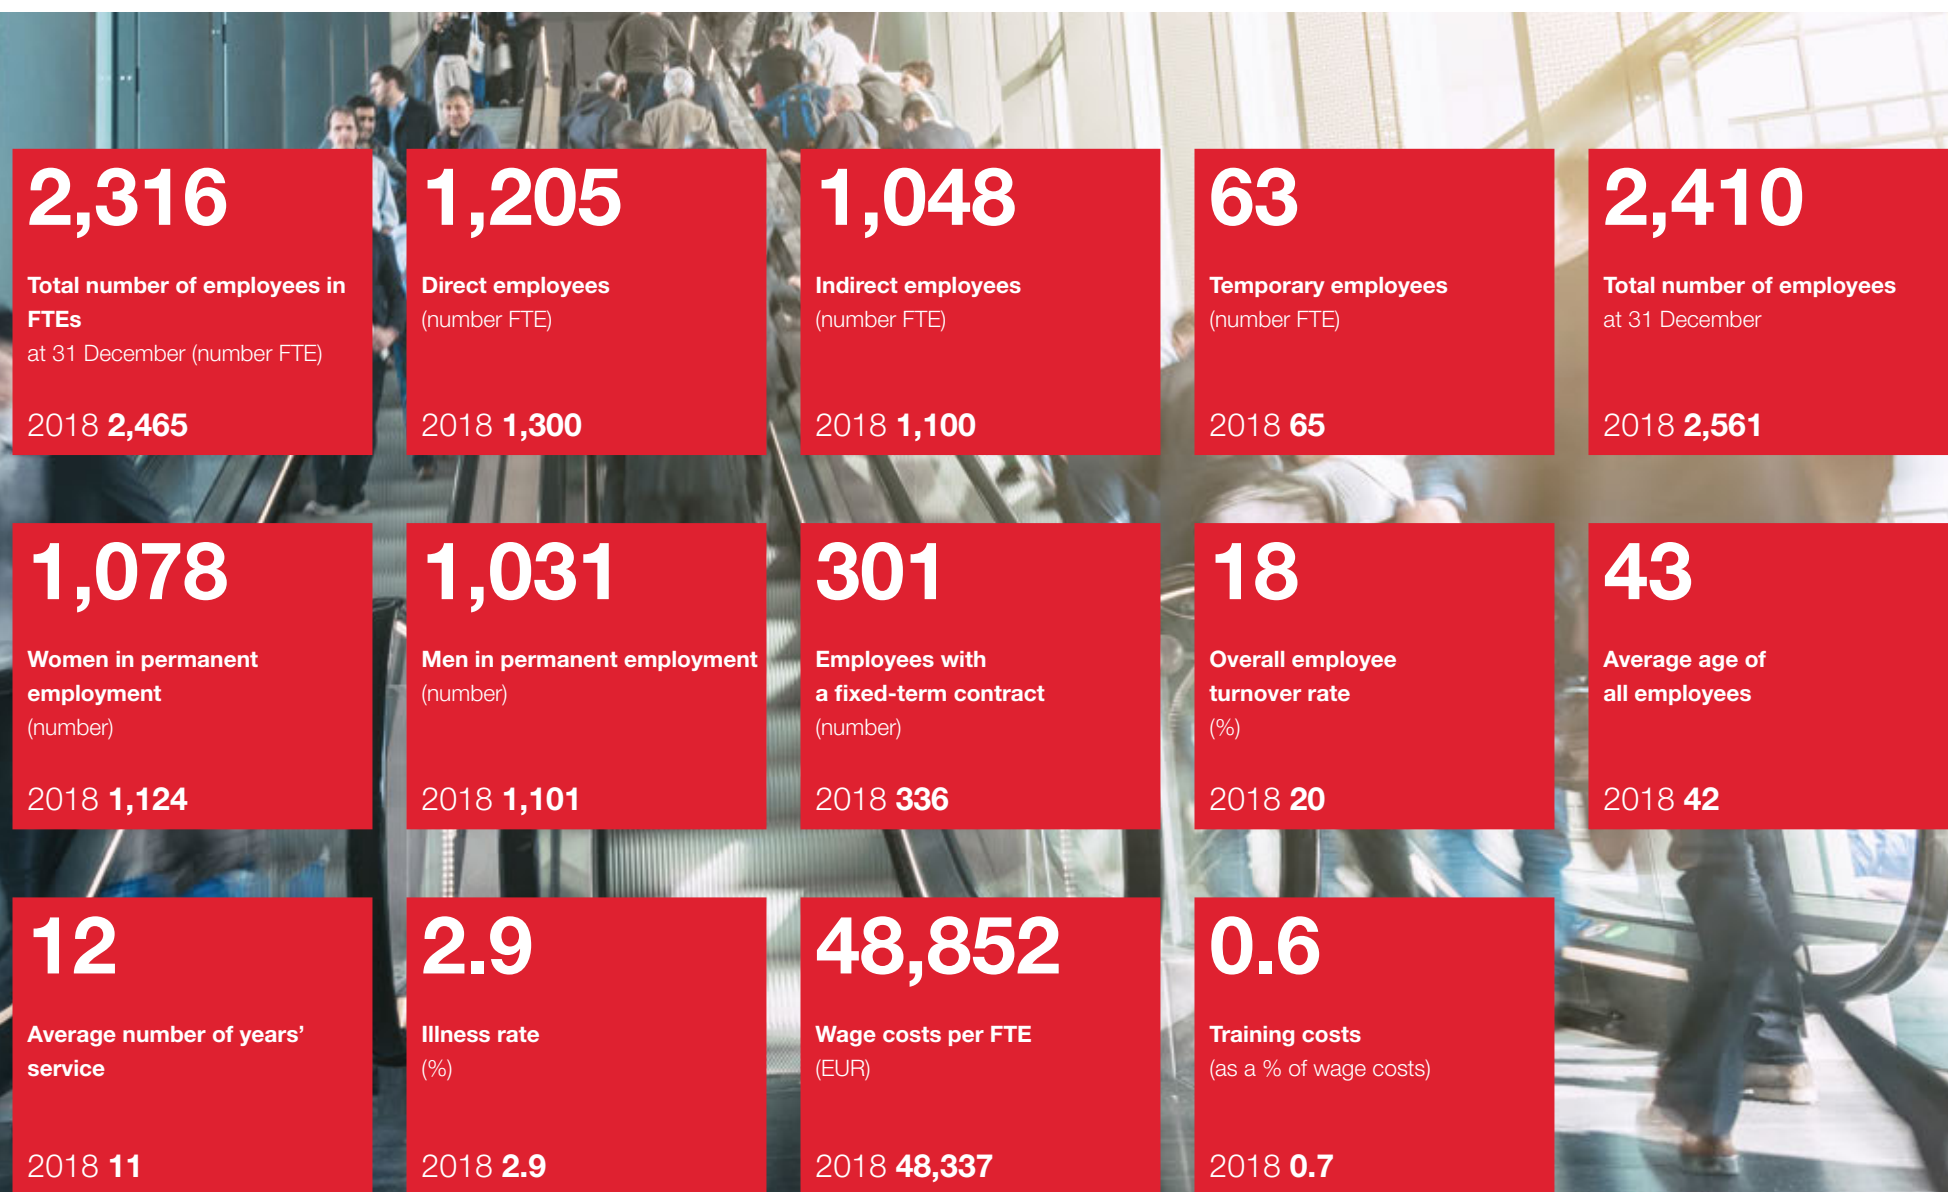 2,316
Total number of employees in
FTEs
at 31 December (number FTE)
2018 2,465
1,205
Direct employees
(number FTE)
2018 1,300
1,048
Indirect employees
(number FTE)
2018 1,100
63
Temporary employees
(number FTE)
2018 65
2,410
Total number of employees
at 31 December
2018 2,561
1,078
Women in permanent
employment
(number)
2018 1,124
1,031
Men in permanent employment
(number)
2018 1,101
301
Employees with
a fixed-term contract
(number)
2018 336
18
Overall employee
turnover rate
(%)
2018 20
43
Average age of
all employees
2018 42
12
Average number of years’
service
2018 11
2.9
Illness rate
(%)
2018 2.9
48,852
Wage costs per FTE
(EUR)
2018 48,337
0.6
Training costs
(as a % of wage costs)
2018 0.7